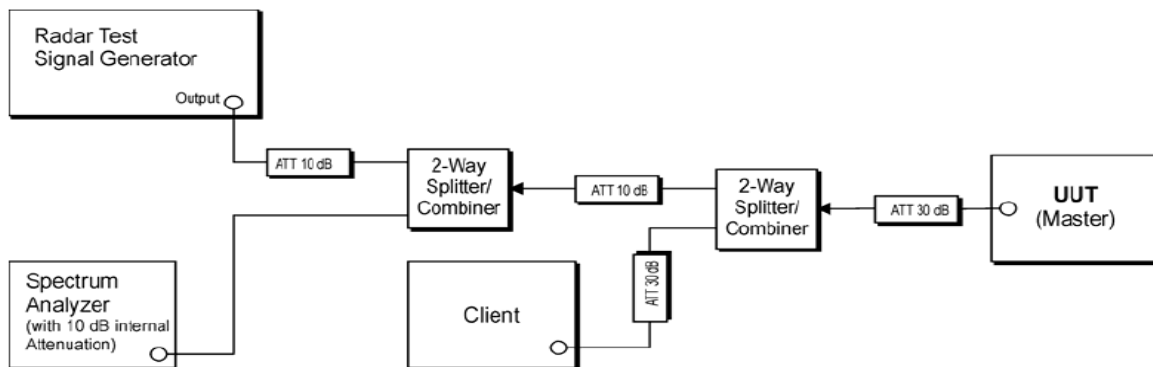 Radar Test
Signal Generator
Output
ATT 10 dB
2-Way
Splitter/
Combiner
ATT 10 dB
2-Way
Splitter/
Combiner
ATT 30 dB
UUT
(Master)
Spectrum
Analyzer
(with 10 dB internal
Attenuation)
Client
ATT 30 dB